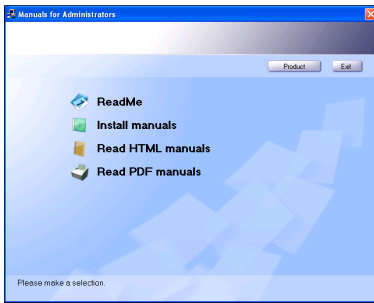 Manuals for Administrators
Product
Exit
ReadMe
Install manuals
Read HTML manuals
Read PDF manuals
Please make a selection.